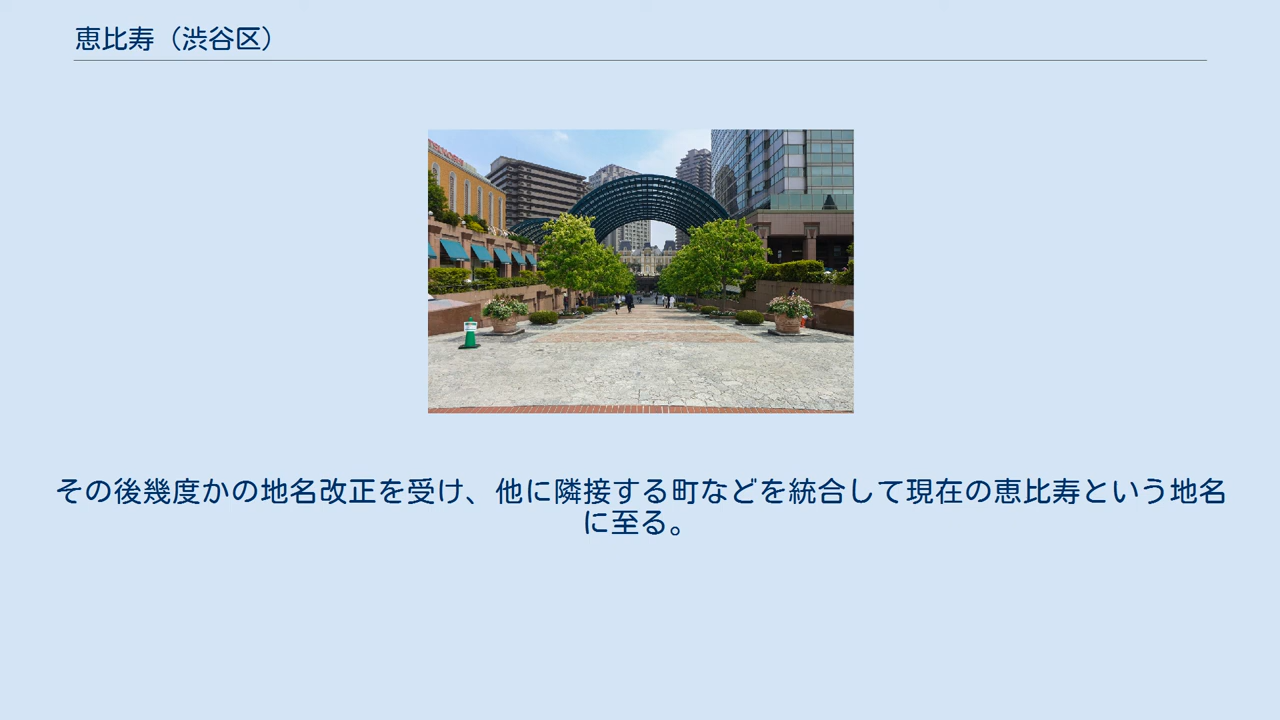 恵比寿（渋谷区）
その後幾度かの地名改正を受け、他に隣接する町などを統合して現在の恵比寿という地名
に至る。